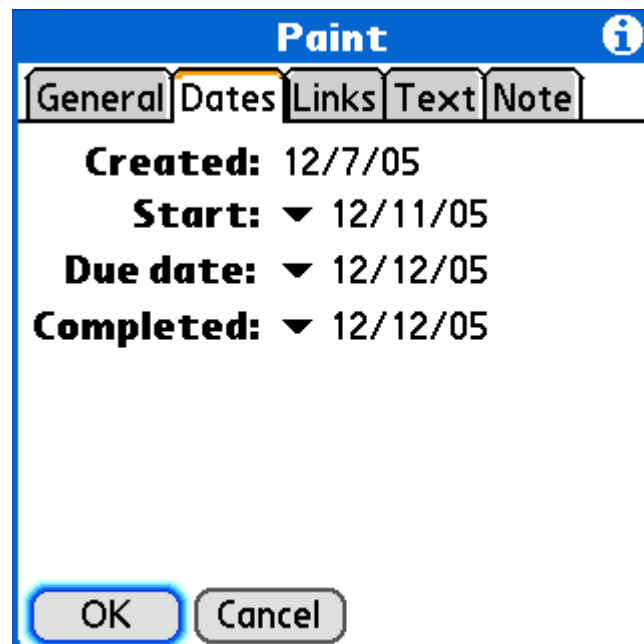 Paint
General Dates Links Text Note
Created: 12/7/05
Start: 12/11/05
Due date: 12/12/05
Completed: 12/12/05
OK Cancel